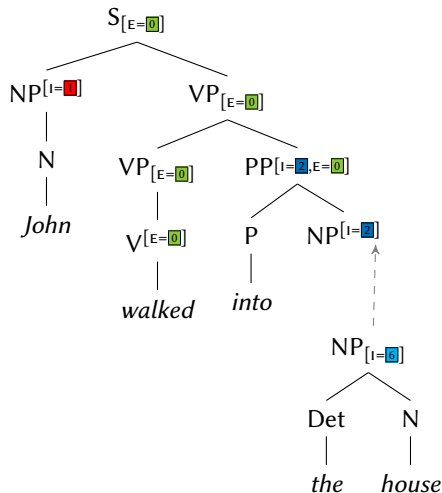 S[E=0]
NP[I=1] VP[E=0]
N VP[E=0] PP[I=2,E=0]
John V[E=0] P NP[I=2]
walked into
NP[I=6]
Det N
the house